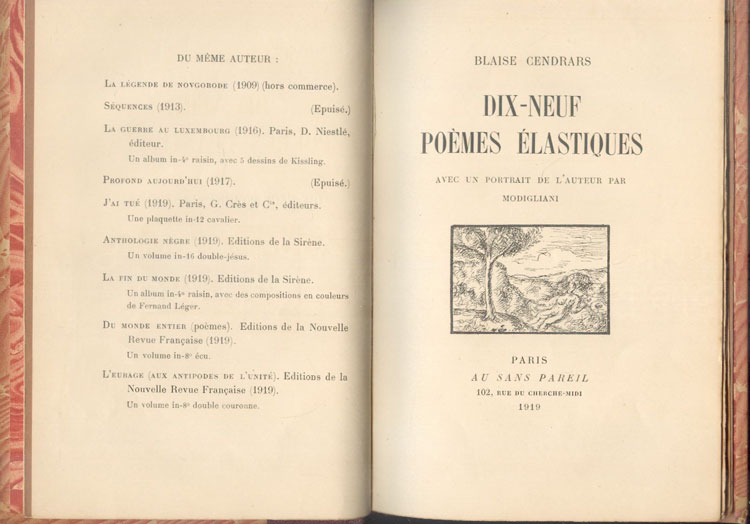 DU MÊME AUTEUR :
LA LÉGENDE DE NOVGORODE (1909) (hors commerce).
SÉQUENCES (1913). (Epuisé.)
LA GUERRE AU LUXEMBOURG (1916). Paris, D. Niestlé,
éditeur.
Un album in-4° raisin, avec 5 dessins de Kissling.
PROFOND AUJOURD'HUI (1917). (Epuisé.)
J'AI TUÉ (1919). Paris, G. Crès et Cie, éditeurs.
Une plaquette in-12 cavalier.
ANTHOLOGIE NÈGRE (1919). Editions de la Sirène.
Un volume in-16 double-jésus.
LA FIN DU MONDE (1919). Editions de la Sirène.
Un album in-4° raisin, avec des compositions en couleurs
de Fernand Léger.
DU MONDE ENTIER (poèmes). Editions de la Nouvelle
Revue Française (1919).
Un volume in-8° écu.
L'EUBAGE (AUX ANTIPODES DE L'UNITÉ). Editions de la
Nouvelle Revue Française (1919).
Un volume in-8° double couronne.
BLAISE CENDRARS
DIX-NEUF
POÈMES ÉLASTIQUES
AVEC UN PORTRAIT DE L'AUTEUR PAR
MODIGLIANI
PARIS
AU SANS PAREIL
102, RUE DU CHERCHE-MIDI
1919